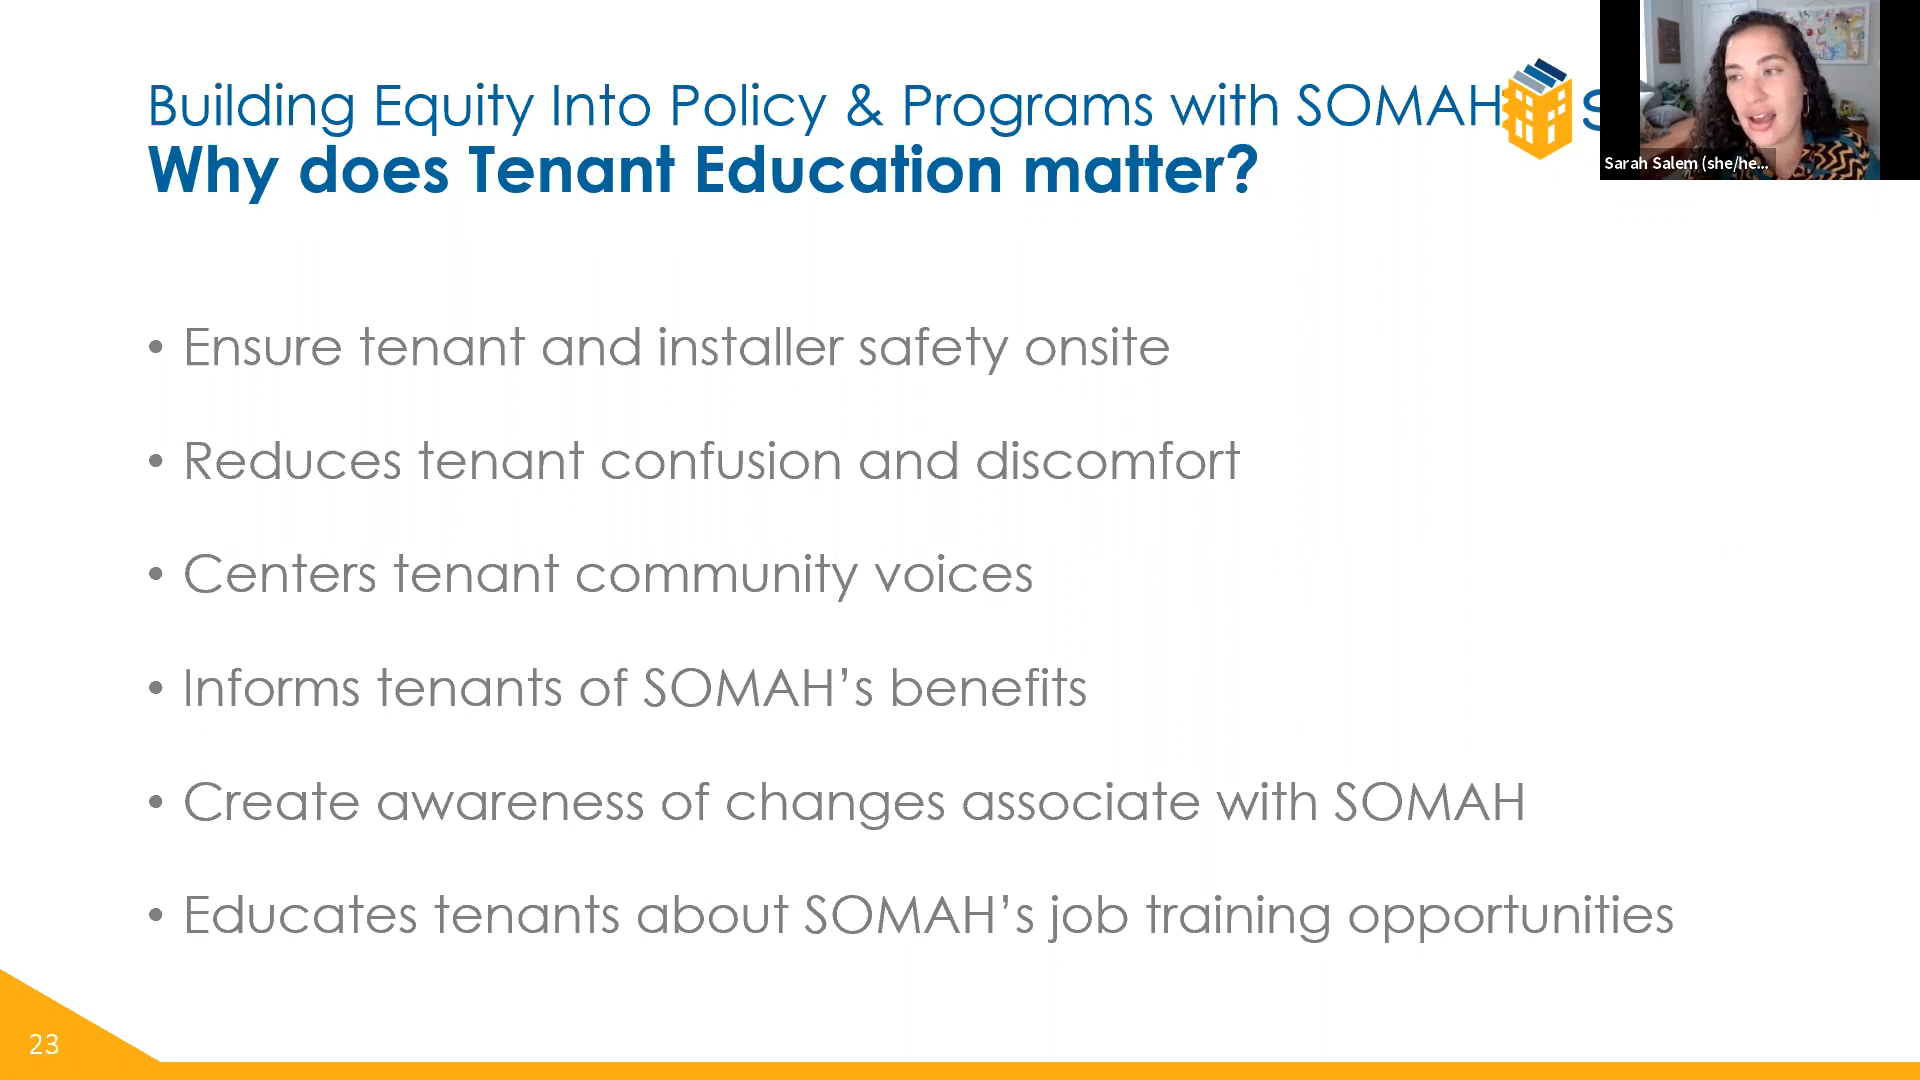 Building Equity Into Policy & Programs with SOMAH
Why does Tenant Education matter?
Sarah Salem (she/he...
• Ensure tenant and installer safety onsite
• Reduces tenant confusion and discomfort
• Centers tenant community voices
• Informs tenants of SOMAH’s benefits
• Create awareness of changes associate with SOMAH
• Educates tenants about SOMAH’s job training opportunities
23